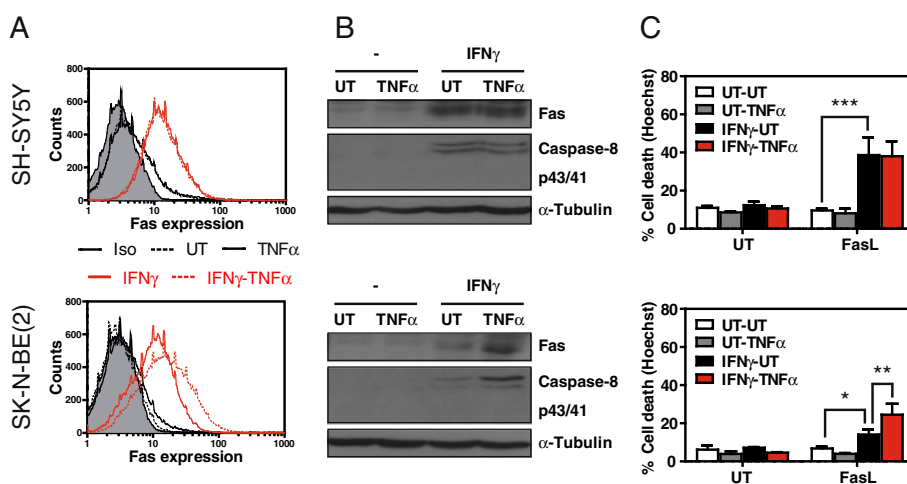 A
B
C
SH-SY5Y
Counts
800
600
400
200
0
1
10
100
1000
Fas expression
Iso
UT
TNFα
IFNγ
IFNγ-TNFα
SK-N-BE(2)
Counts
800
600
400
200
0
1
10
100
1000
Fas expression
-
IFNγ
UT
TNFα
UT
TNFα
Fas
Caspase-8
p43/41
α-Tubulin
-
IFNγ
UT
TNFα
UT
TNFα
Fas
Caspase-8
p43/41
α-Tubulin
% Cell death (Hoechst)
80
60
40
20
0
UT-UT
UT-TNFα
IFNγ-UT
IFNγ-TNFα
***
UT
FasL
% Cell death (Hoechst)
80
60
40
20
0
UT-UT
UT-TNFα
IFNγ-UT
IFNγ-TNFα
*
**
UT
FasL